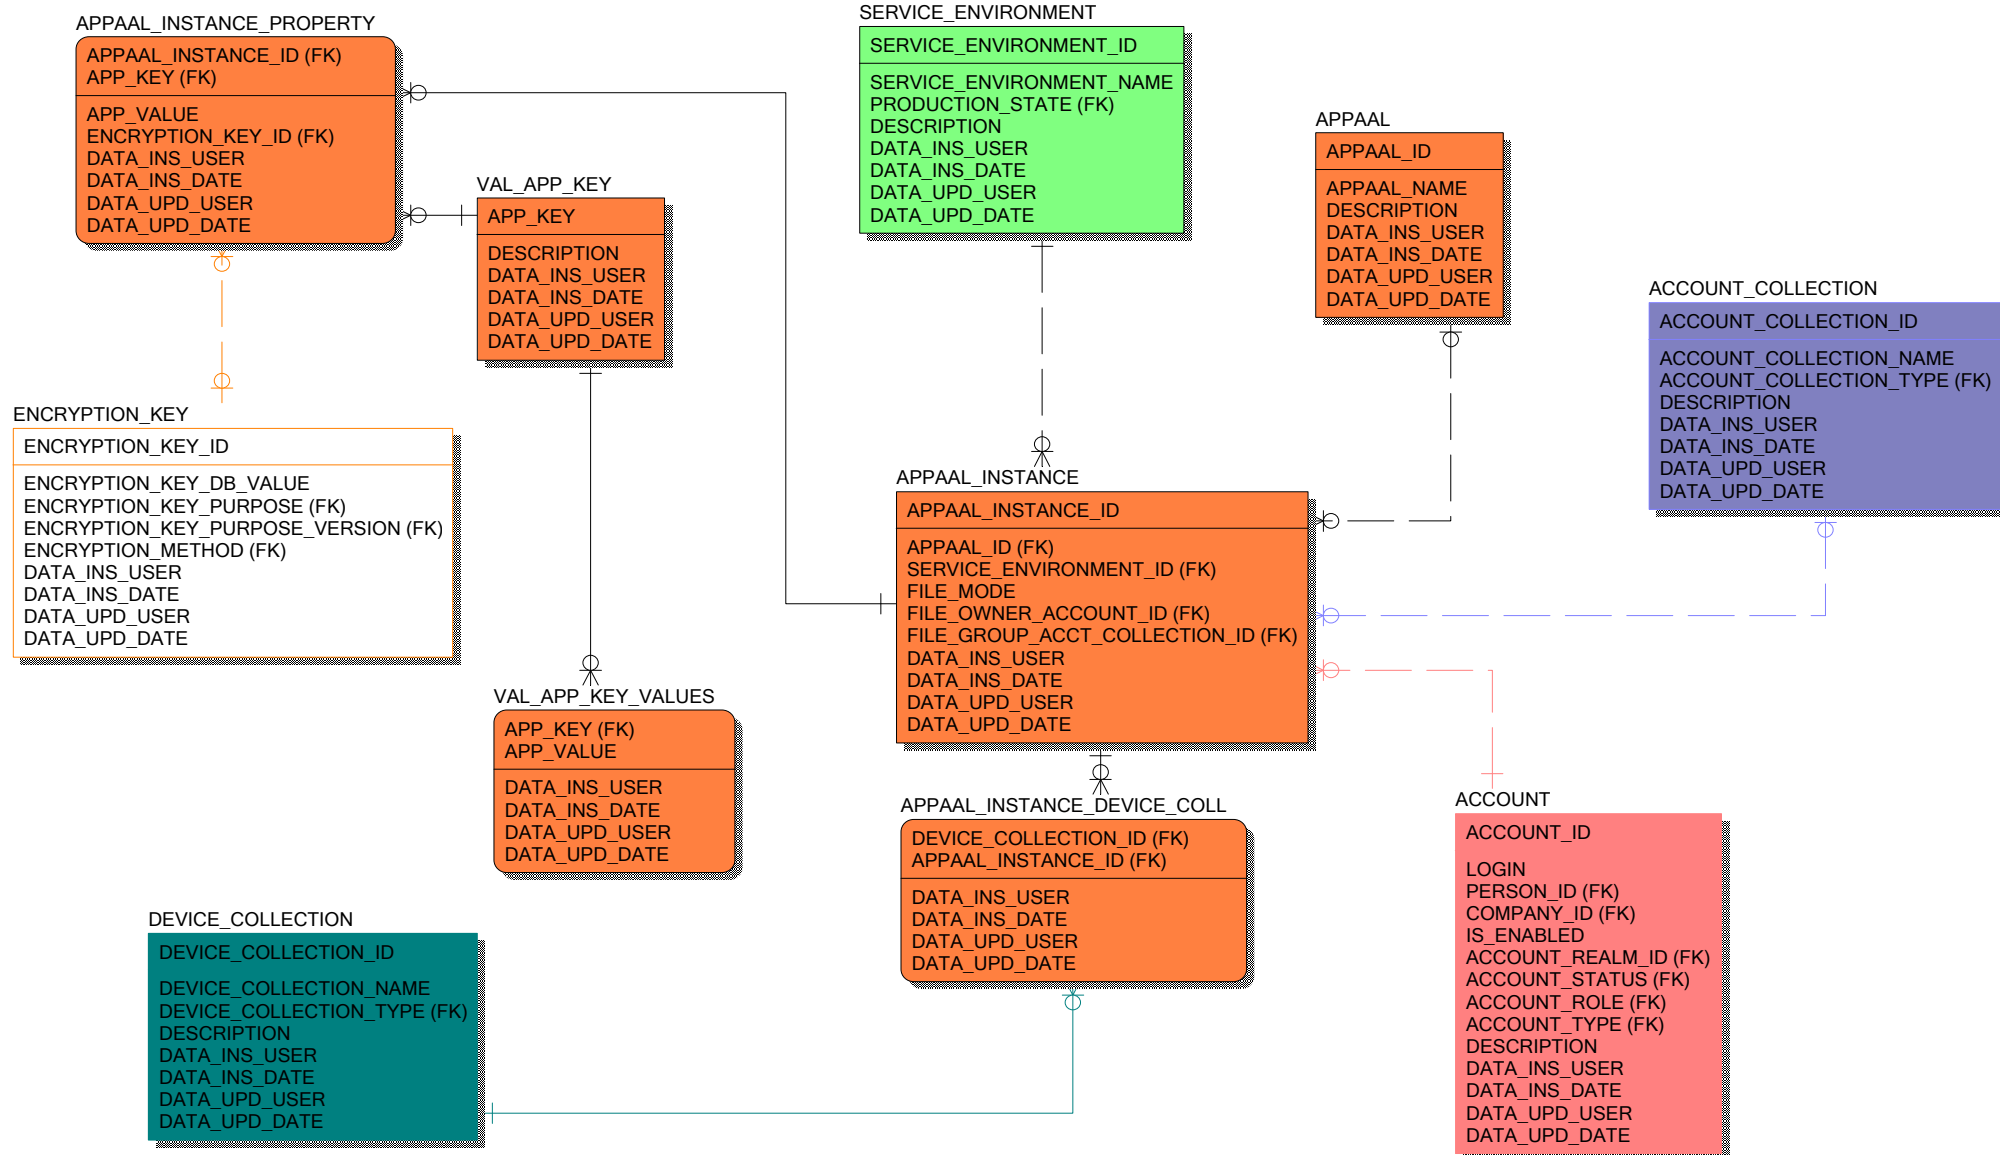 APPAAL_INSTANCE_PROPERTY
APPAAL_INSTANCE_ID (FK)
APP_KEY (FK)
APP_VALUE
ENCRYPTION_KEY_ID (FK)
DATA_INS_USER
DATA_INS_DATE
DATA_UPD_USER
DATA_UPD_DATE
VAL_APP_KEY
APP_KEY
DESCRIPTION
DATA_INS_USER
DATA_INS_DATE
DATA_UPD_USER
DATA_UPD_DATE
SERVICE_ENVIRONMENT
SERVICE_ENVIRONMENT_ID
SERVICE_ENVIRONMENT_NAME
PRODUCTION_STATE (FK)
DESCRIPTION
DATA_INS_USER
DATA_INS_DATE
DATA_UPD_USER
DATA_UPD_DATE
APPAAL
APPAAL_ID
APPAAL_NAME
DESCRIPTION
DATA_INS_USER
DATA_INS_DATE
DATA_UPD_USER
DATA_UPD_DATE
ACCOUNT_COLLECTION
ACCOUNT_COLLECTION_ID
ACCOUNT_COLLECTION_NAME
ACCOUNT_COLLECTION_TYPE (FK)
DESCRIPTION
DATA_INS_USER
DATA_INS_DATE
DATA_UPD_USER
DATA_UPD_DATE
ENCRYPTION_KEY
ENCRYPTION_KEY_ID
ENCRYPTION_KEY_DB_VALUE
ENCRYPTION_KEY_PURPOSE (FK)
ENCRYPTION_KEY_PURPOSE_VERSION (FK)
ENCRYPTION_METHOD (FK)
DATA_INS_USER
DATA_INS_DATE
DATA_UPD_USER
DATA_UPD_DATE
APPAAL_INSTANCE
APPAAL_INSTANCE_ID
APPAAL_ID (FK)
SERVICE_ENVIRONMENT_ID (FK)
FILE_MODE
FILE_OWNER_ACCOUNT_ID (FK)
FILE_GROUP_ACCT_COLLECTION_ID (FK)
DATA_INS_USER
DATA_INS_DATE
DATA_UPD_USER
DATA_UPD_DATE
VAL_APP_KEY_VALUES
APP_KEY (FK)
APP_VALUE
DATA_INS_USER
DATA_INS_DATE
DATA_UPD_USER
DATA_UPD_DATE
APPAAL_INSTANCE_DEVICE_COLL
DEVICE_COLLECTION_ID (FK)
APPAAL_INSTANCE_ID (FK)
DATA_INS_USER
DATA_INS_DATE
DATA_UPD_USER
DATA_UPD_DATE
ACCOUNT
ACCOUNT_ID
LOGIN
PERSON_ID (FK)
COMPANY_ID (FK)
IS_ENABLED
ACCOUNT_REALM_ID (FK)
ACCOUNT_STATUS (FK)
ACCOUNT_ROLE (FK)
ACCOUNT_TYPE (FK)
DESCRIPTION
DATA_INS_USER
DATA_INS_DATE
DATA_UPD_USER
DATA_UPD_DATE
DEVICE_COLLECTION
DEVICE_COLLECTION_ID
DEVICE_COLLECTION_NAME
DEVICE_COLLECTION_TYPE (FK)
DESCRIPTION
DATA_INS_USER
DATA_INS_DATE
DATA_UPD_USER
DATA_UPD_DATE